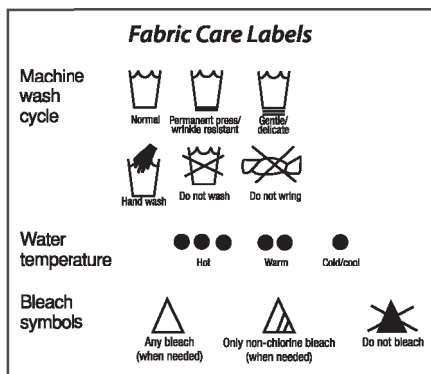 Fabric Care Labels
Machine
wash
cycle
Normal
Permanent press/
wrinkle resistant
Gentle/
delicate
Hand wash
Do not wash
Do not wring
Water
temperature
Hot
Warm
Cold/cool
Bleach
symbols
Any bleach
(when needed)
Only non-chlorine bleach
(when needed)
Do not bleach